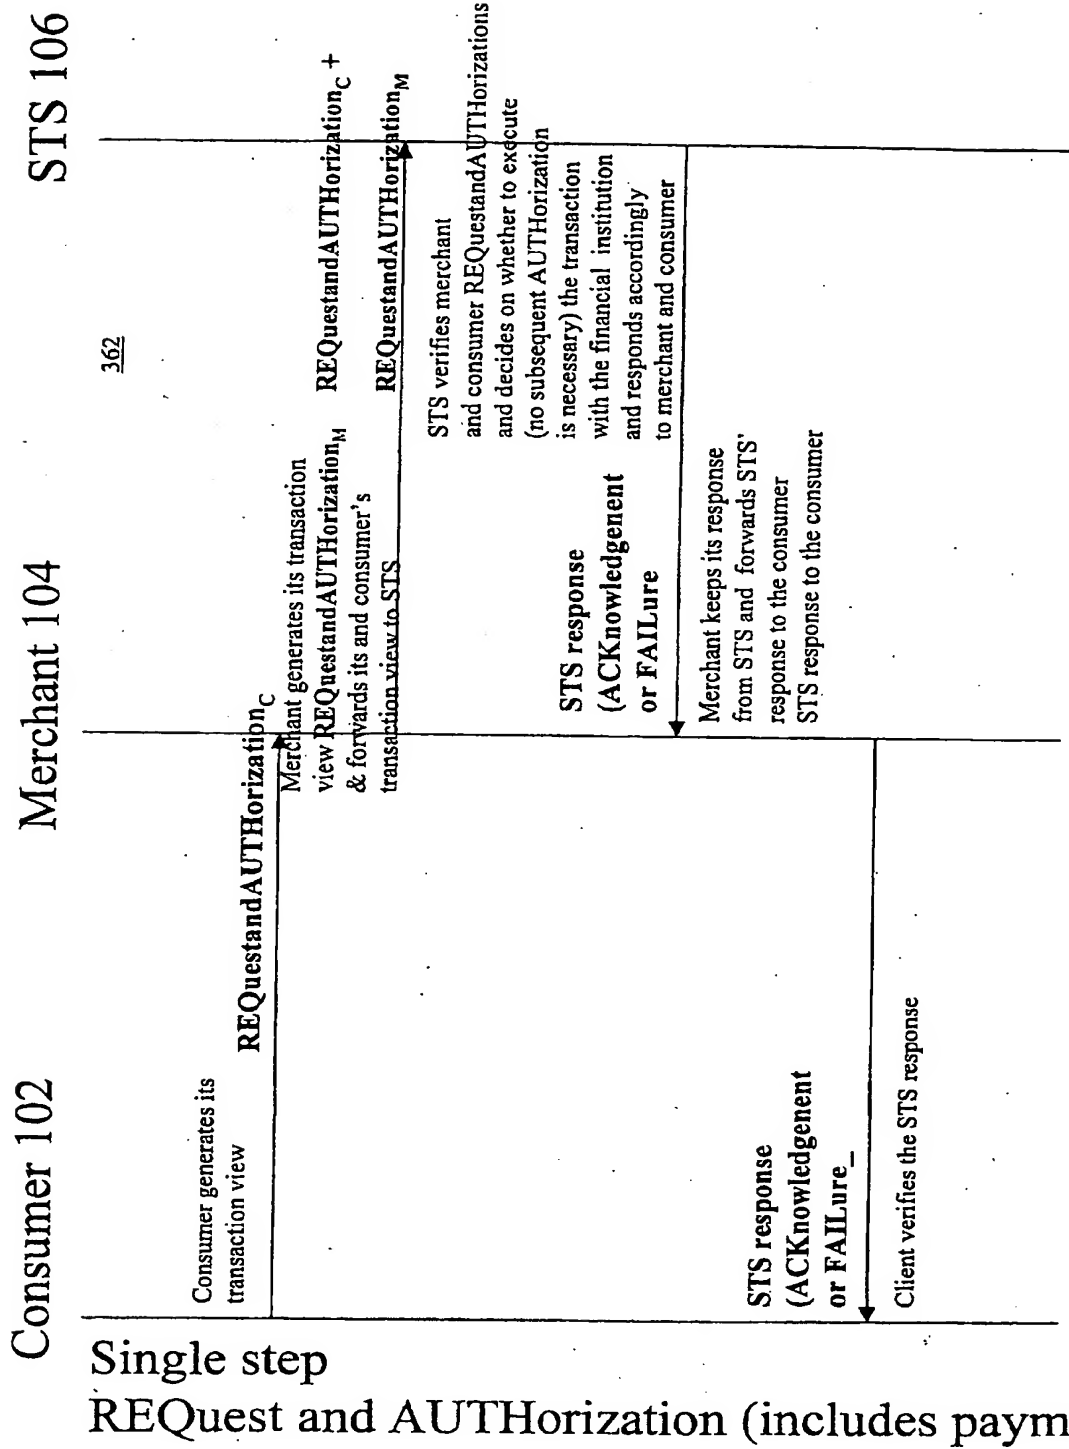 Consumer 102
Merchant 104
STS 106
362
Consumer generates its
transaction view
REQuestandAUTHorizationC
Merchant generates its transaction
view REQuestandAUTHorizationM
& forwards its and consumer's
transaction view to STS
REQuestandAUTHorizationC +
REQuestandAUTHorizationM
STS verifies merchant
and consumer REQuestandAUTHorizations
and decides on whether to execute
(no subsequent AUTHorization
is necessary) the transaction
with the financial institution
and responds accordingly
to merchant and consumer
STS response
(ACKnowledgenent
or FAILure
Merchant keeps its response
from STS and forwards STS'
response to the consumer
STS response to the consumer
STS response
(ACKnowledgenent
or FAILure_
Client verifies the STS response
Single step
REQuest and AUTHorization (includes paym